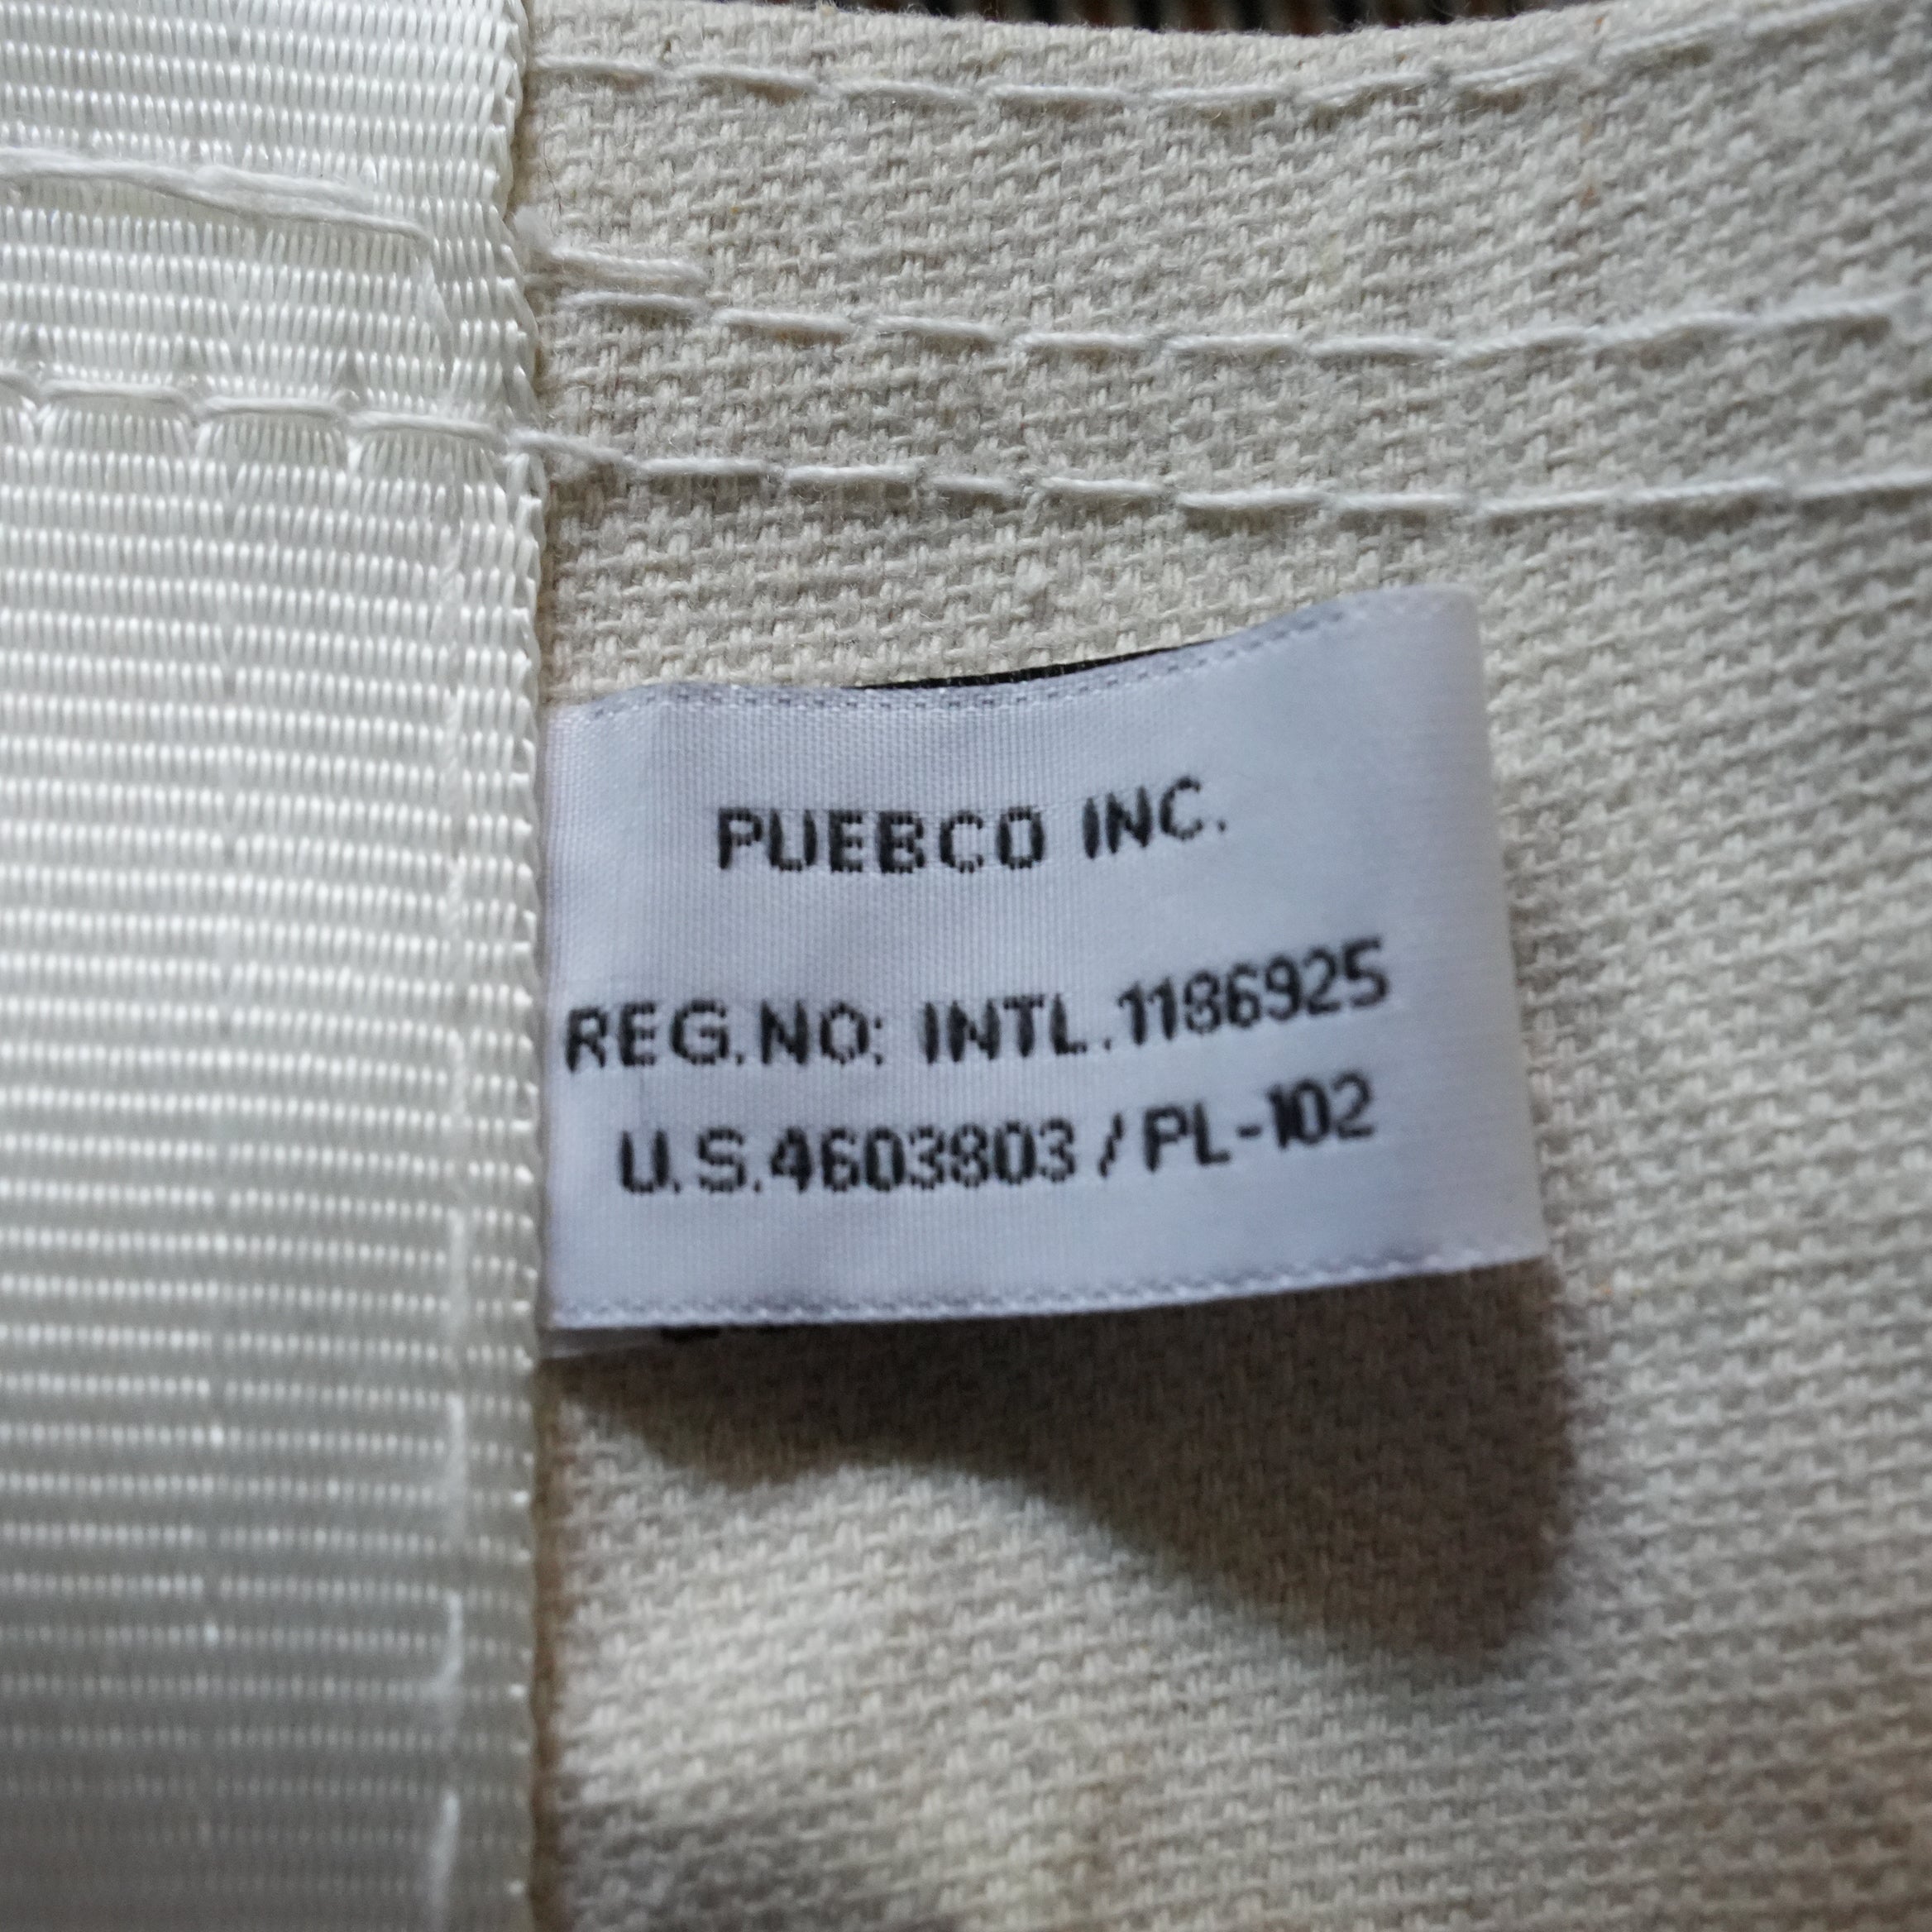 PUEBCO INC.
REG.NO: INTL.1186925
U.S.4603803 / PL-102